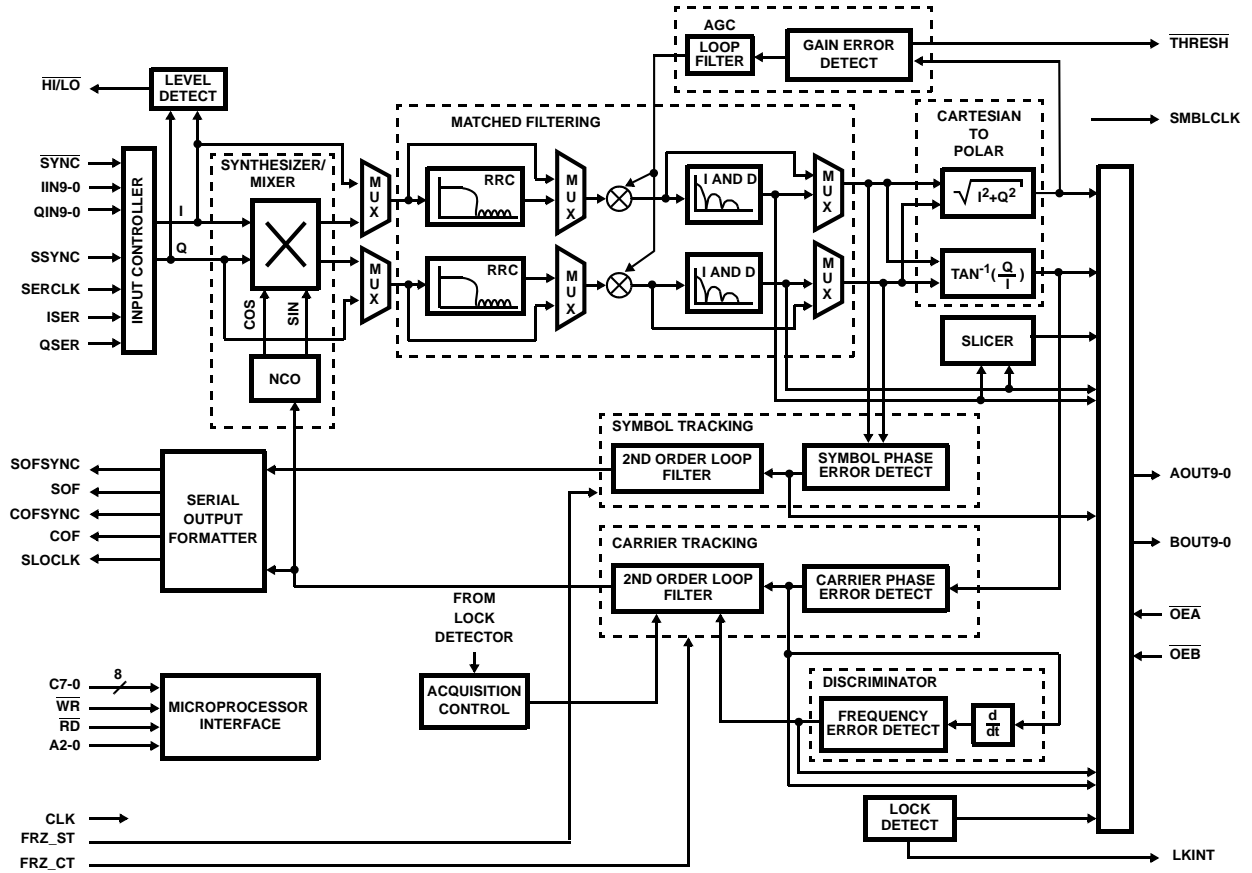 AGC
LOOP
FILTER
GAIN ERROR
DETECT
THRESH
HI/LO
LEVEL
DETECT
MATCHED FILTERING
CARTESIAN
TO
POLAR
SMBLCLK
SYNC
IIN9-0
QIN9-0
SSYNC
SERCLK
ISER
QSER
INPUT CONTROLLER
I
Q
SYNTHESIZER/
MIXER
COS
SIN
NCO
MUX
MUX
RRC
RRC
MUX
MUX
I AND D
I AND D
MUX
MUX
√I²+Q²
TAN⁻¹(Q/I)
SLICER
SYMBOL TRACKING
2ND ORDER LOOP
FILTER
SYMBOL PHASE
ERROR DETECT
SOFSYNC
SOF
COFSYNC
COF
SLOCLK
SERIAL
OUTPUT
FORMATTER
AOUT9-0
BOUT9-0
OEA
OEB
CARRIER TRACKING
2ND ORDER LOOP
FILTER
CARRIER PHASE
ERROR DETECT
FROM
LOCK
DETECTOR
ACQUISITION
CONTROL
DISCRIMINATOR
FREQUENCY
ERROR DETECT
d
dt
C7-0
8
WR
RD
A2-0
MICROPROCESSOR
INTERFACE
CLK
FRZ_ST
FRZ_CT
LOCK
DETECT
LKINT